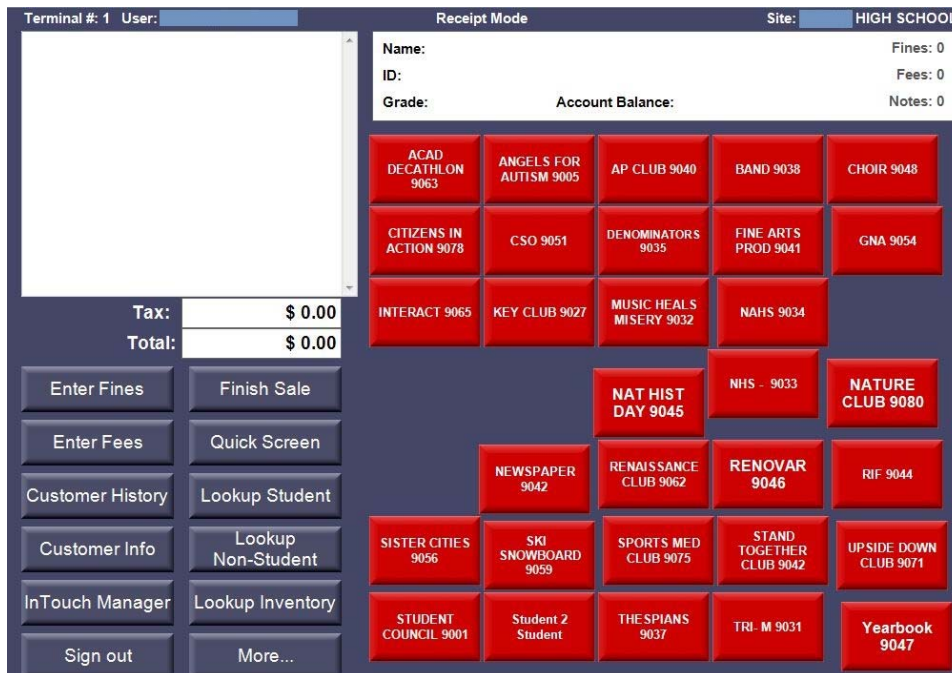 Terminal #: 1 User:
Receipt Mode
Site: HIGH SCHOOL
Name:
Fines: 0
ID:
Fees: 0
Grade:
Account Balance:
Notes: 0
Tax:
$ 0.00
Total:
$ 0.00
Enter Fines
Finish Sale
Enter Fees
Quick Screen
Customer History
Lookup Student
Customer Info
Lookup
Non-Student
InTouch Manager
Lookup Inventory
Sign out
More...
ACAD
DECATHLON
9063
ANGELS FOR
AUTISM 9005
AP CLUB 9040
BAND 9038
CHOIR 9048
CITIZENS IN
ACTION 9078
CSO 9051
DENOMINATORS
9035
FINE ARTS
PROD 9041
GNA 9054
INTERACT 9065
KEY CLUB 9027
MUSIC HEALS
MISERY 9032
NAHS 9034
NAT HIST
DAY 9045
NHS - 9033
NATURE
CLUB 9080
NEWSPAPER
9042
RENAISSANCE
CLUB 9062
RENOVAR
9046
RIF 9044
SISTER CITIES
9056
SKI
SNOWBOARD
9059
SPORTS MED
CLUB 9075
STAND
TOGETHER
CLUB 9042
UPSIDE DOWN
CLUB 9071
STUDENT
COUNCIL 9001
Student 2
Student
THESPIANS
9037
TRI- M 9031
Yearbook
9047